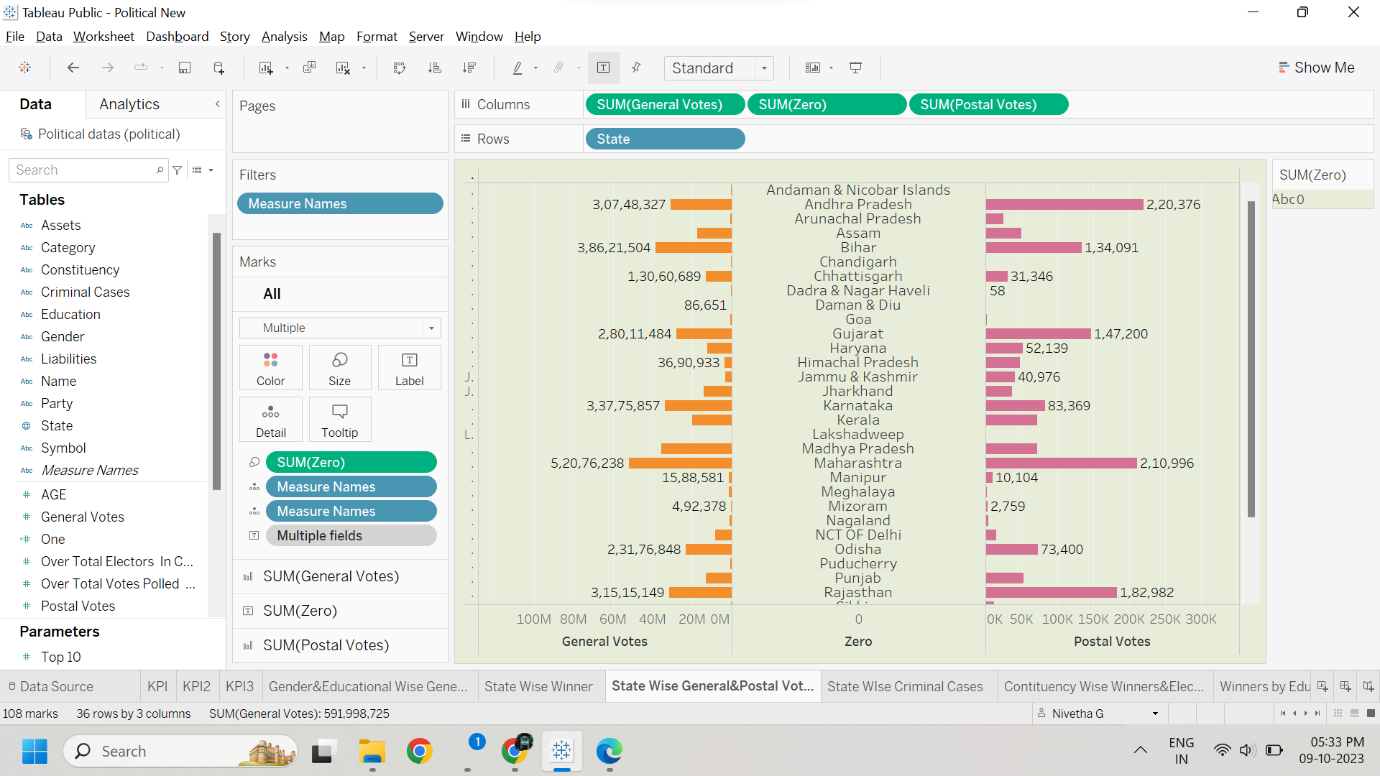 Tableau Public - Political New
File Data Worksheet Dashboard Story Analysis Map Format Server Window Help
Standard
Show Me
Data
Analytics
Political datas (political)
Search
Tables
Abc Assets
Abc Category
Abc Constituency
Abc Criminal Cases
Abc Education
Abc Gender
Abc Liabilities
Abc Name
Abc Party
State
Abc Symbol
Abc Measure Names
# AGE
# General Votes
# One
# Over Total Electors In C...
# Over Total Votes Polled ...
# Postal Votes
Parameters
# Top 10
Pages
Filters
Measure Names
Marks
All
Multiple
Color Size Label
Detail Tooltip
SUM(Zero)
Measure Names
Measure Names
Multiple fields
SUM(General Votes)
SUM(Zero)
SUM(Postal Votes)
Columns SUM(General Votes) SUM(Zero) SUM(Postal Votes)
Rows State
Andaman & Nicobar Islands
3,07,48,327 Andhra Pradesh 2,20,376
Arunachal Pradesh
Assam
3,86,21,504 Bihar 1,34,091
Chandigarh
1,30,60,689 Chhattisgarh 31,346
Dadra & Nagar Haveli 58
86,651 Daman & Diu
Goa
2,80,11,484 Gujarat 1,47,200
Haryana 52,139
36,90,933 Himachal Pradesh
J. Jammu & Kashmir 40,976
J. Jharkhand
3,37,75,857 Karnataka 83,369
Kerala
L. Lakshadweep
Madhya Pradesh
5,20,76,238 Maharashtra 2,10,996
15,88,581 Manipur 10,104
Meghalaya
4,92,378 Mizoram 2,759
Nagaland
NCT OF Delhi
2,31,76,848 Odisha 73,400
Puducherry
Punjab
3,15,15,149 Rajasthan 1,82,982
100M 80M 60M 40M 20M 0M 0 0K 50K 100K 150K 200K 250K 300K
General Votes Zero Postal Votes
SUM(Zero)
Abc 0
Data Source KPI KPI2 KPI3 Gender&Educational Wise Gene... State Wise Winner State Wise General&Postal Vot... State WIse Criminal Cases Contituency Wise Winners&Elec... Winners by Edu
108 marks 36 rows by 3 columns SUM(General Votes): 591,998,725 Nivetha G
Search
1
ENG
IN
05:33 PM
09-10-2023